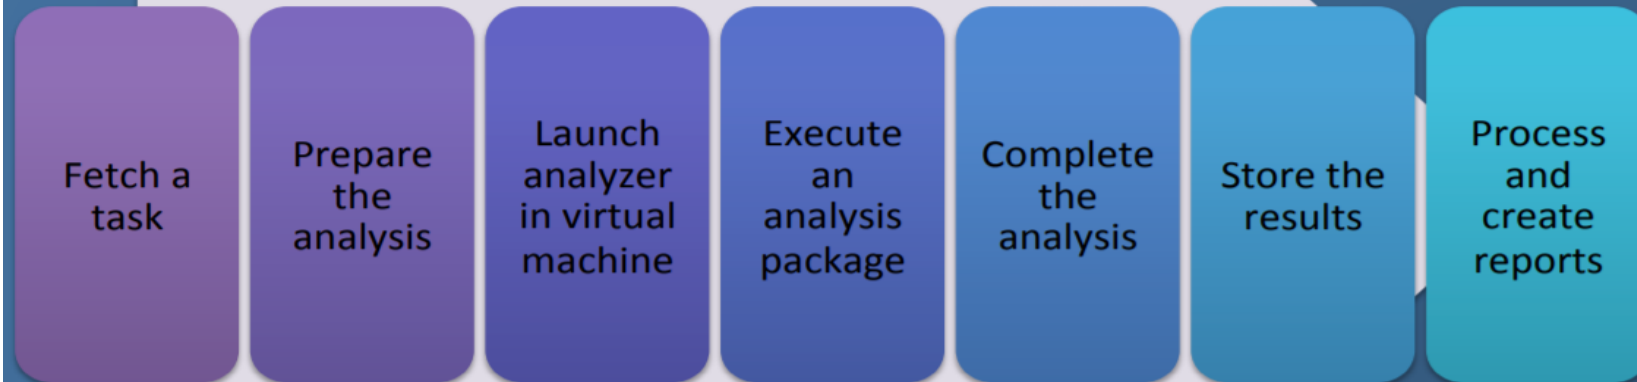 Fetch a
task
Prepare
the
analysis
Launch
analyzer
in virtual
machine
Execute
an
analysis
package
Complete
the
analysis
Store the
results
Process
and
create
reports